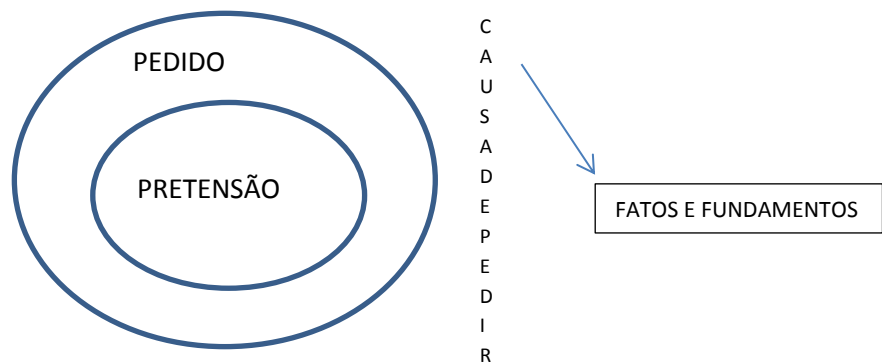 PEDIDO
PRETENSÃO
C
A
U
S
A
D
E
P
E
D
I
R
FATOS E FUNDAMENTOS